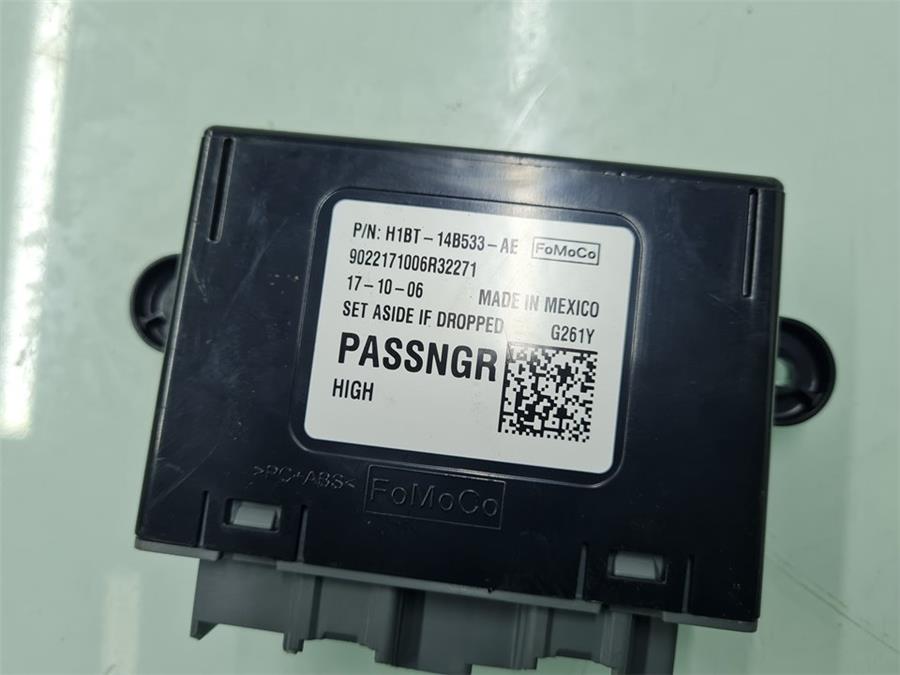 P/N: H1BT-14B533-AE FoMoCo
9022171006R32271
17-10-06 MADE IN MEXICO
SET ASIDE IF DROPPED G261Y
PASSNGR
HIGH
>PC+ABS< FoMoCo